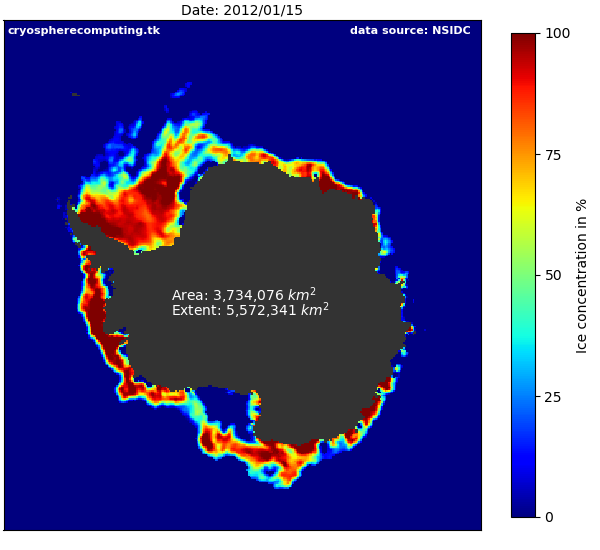 Date: 2012/01/15
cryospherecomputing.tk
data source: NSIDC
Area: 3,734,076 km²
Extent: 5,572,341 km²
100
75
50
25
0
Ice concentration in %